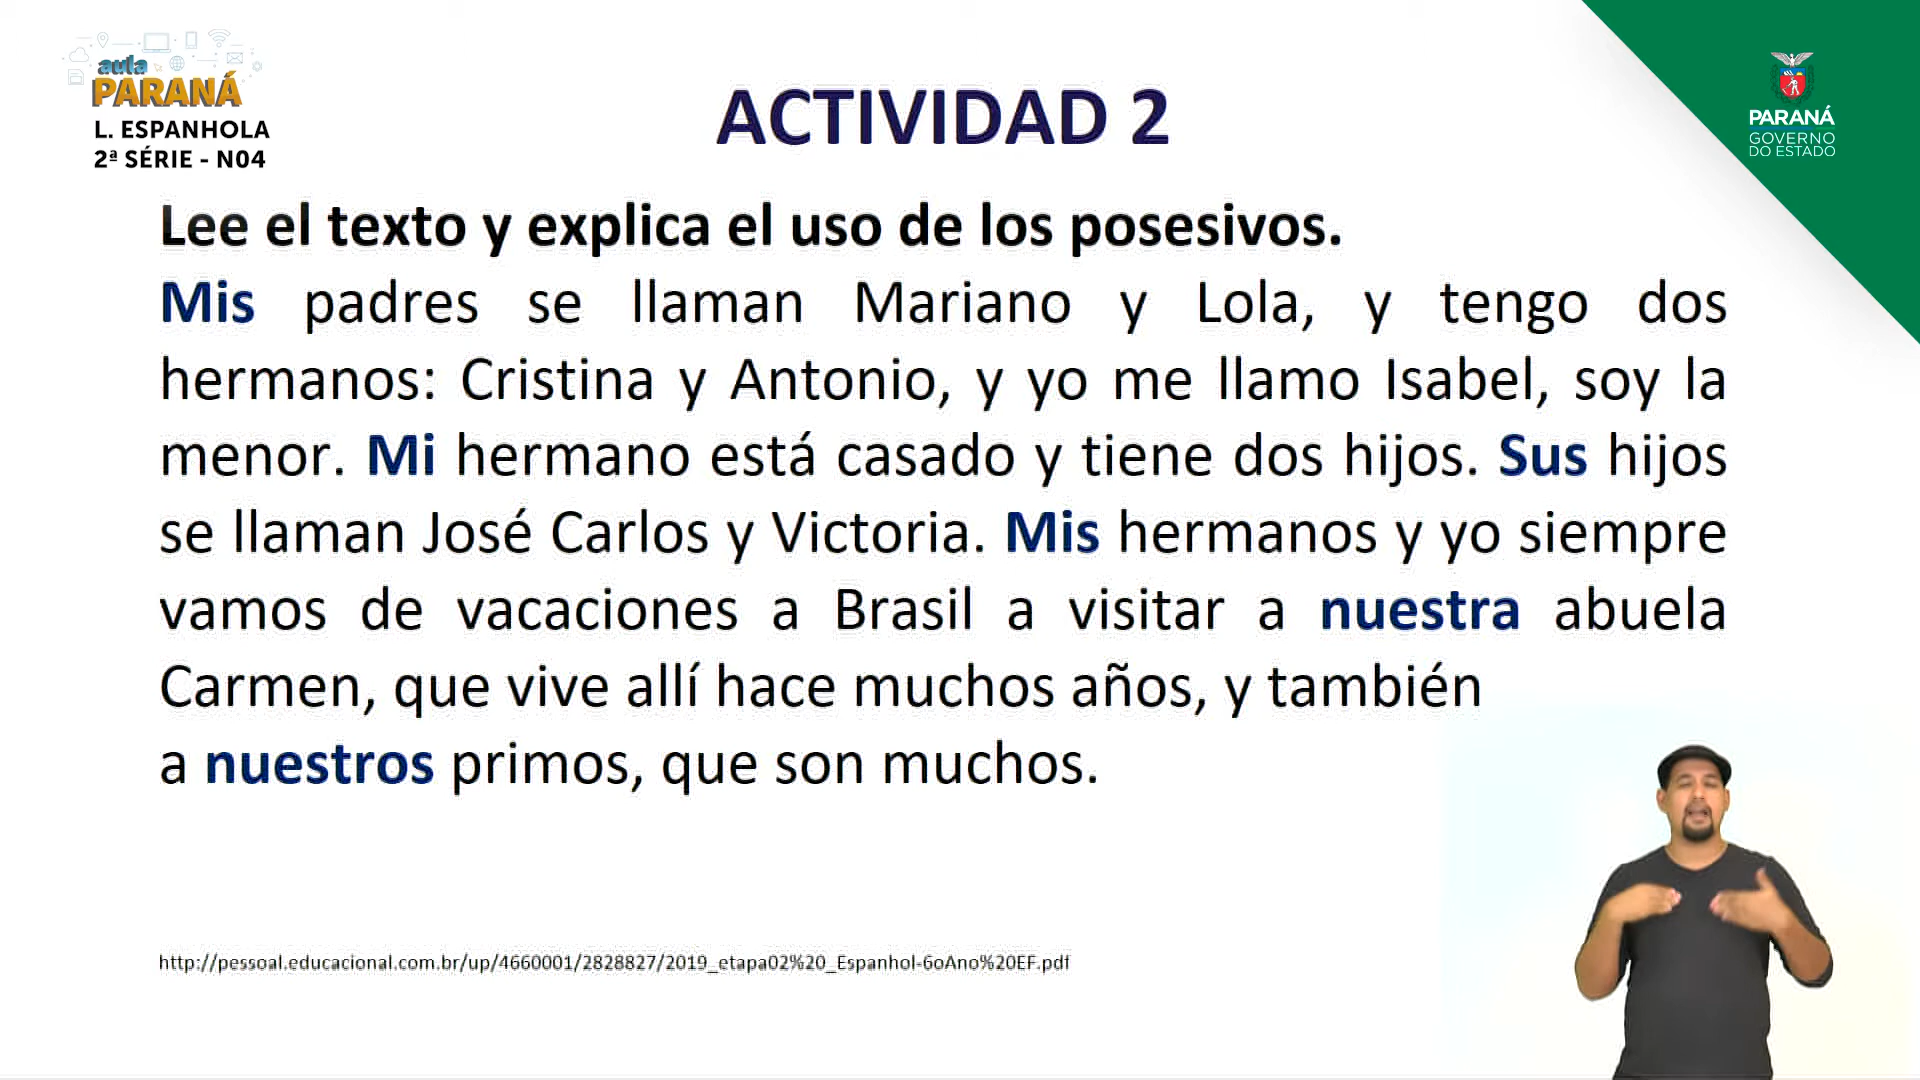 aula
PARANÁ
L. ESPANHOLA
2ª SÉRIE - N04
PARANÁ
GOVERNO
DO ESTADO
ACTIVIDAD 2
Lee el texto y explica el uso de los posesivos.
Mis padres se llaman Mariano y Lola, y tengo dos
hermanos: Cristina y Antonio, y yo me llamo Isabel, soy la
menor. Mi hermano está casado y tiene dos hijos. Sus hijos
se llaman José Carlos y Victoria. Mis hermanos y yo siempre
vamos de vacaciones a Brasil a visitar a nuestra abuela
Carmen, que vive allí hace muchos años, y también
a nuestros primos, que son muchos.
http://pessoal.educacional.com.br/up/4660001/2828827/2019_etapa02%20_Espanhol-6oAno%20EF.pdf